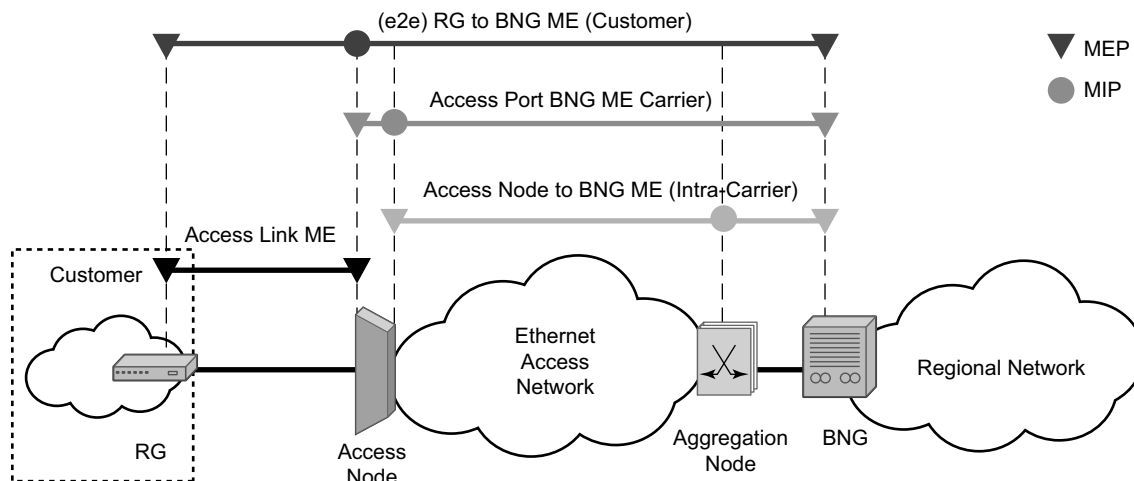 (e2e) RG to BNG ME (Customer)
MEP
MIP
Access Port BNG ME Carrier)
Access Node to BNG ME (Intra-Carrier)
Access Link ME
Customer
Ethernet
Access
Network
Regional Network
RG
Access
Node
Aggregation
Node
BNG